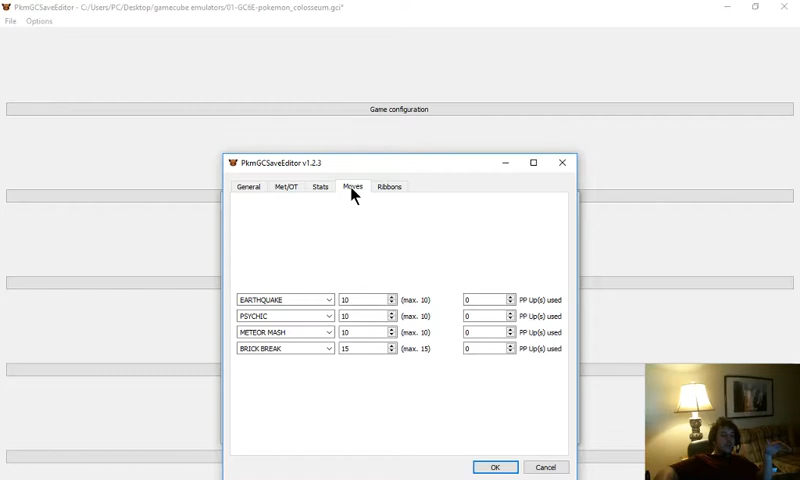 PkmGCSaveEditor - C:/Users/PC/Desktop/gamecube emulators/01-GC6E-pokemon_colosseum.gci*
File Options
Game configuration
PkmGCSaveEditor v1.2.3
General Met/OT Stats Moves Ribbons
EARTHQUAKE 10 (max. 10) 0 PP Up(s) used
PSYCHIC 10 (max. 10) 0 PP Up(s) used
METEOR MASH 10 (max. 10) 0 PP Up(s) used
BRICK BREAK 15 (max. 15) 0 PP Up(s) used
OK Cancel